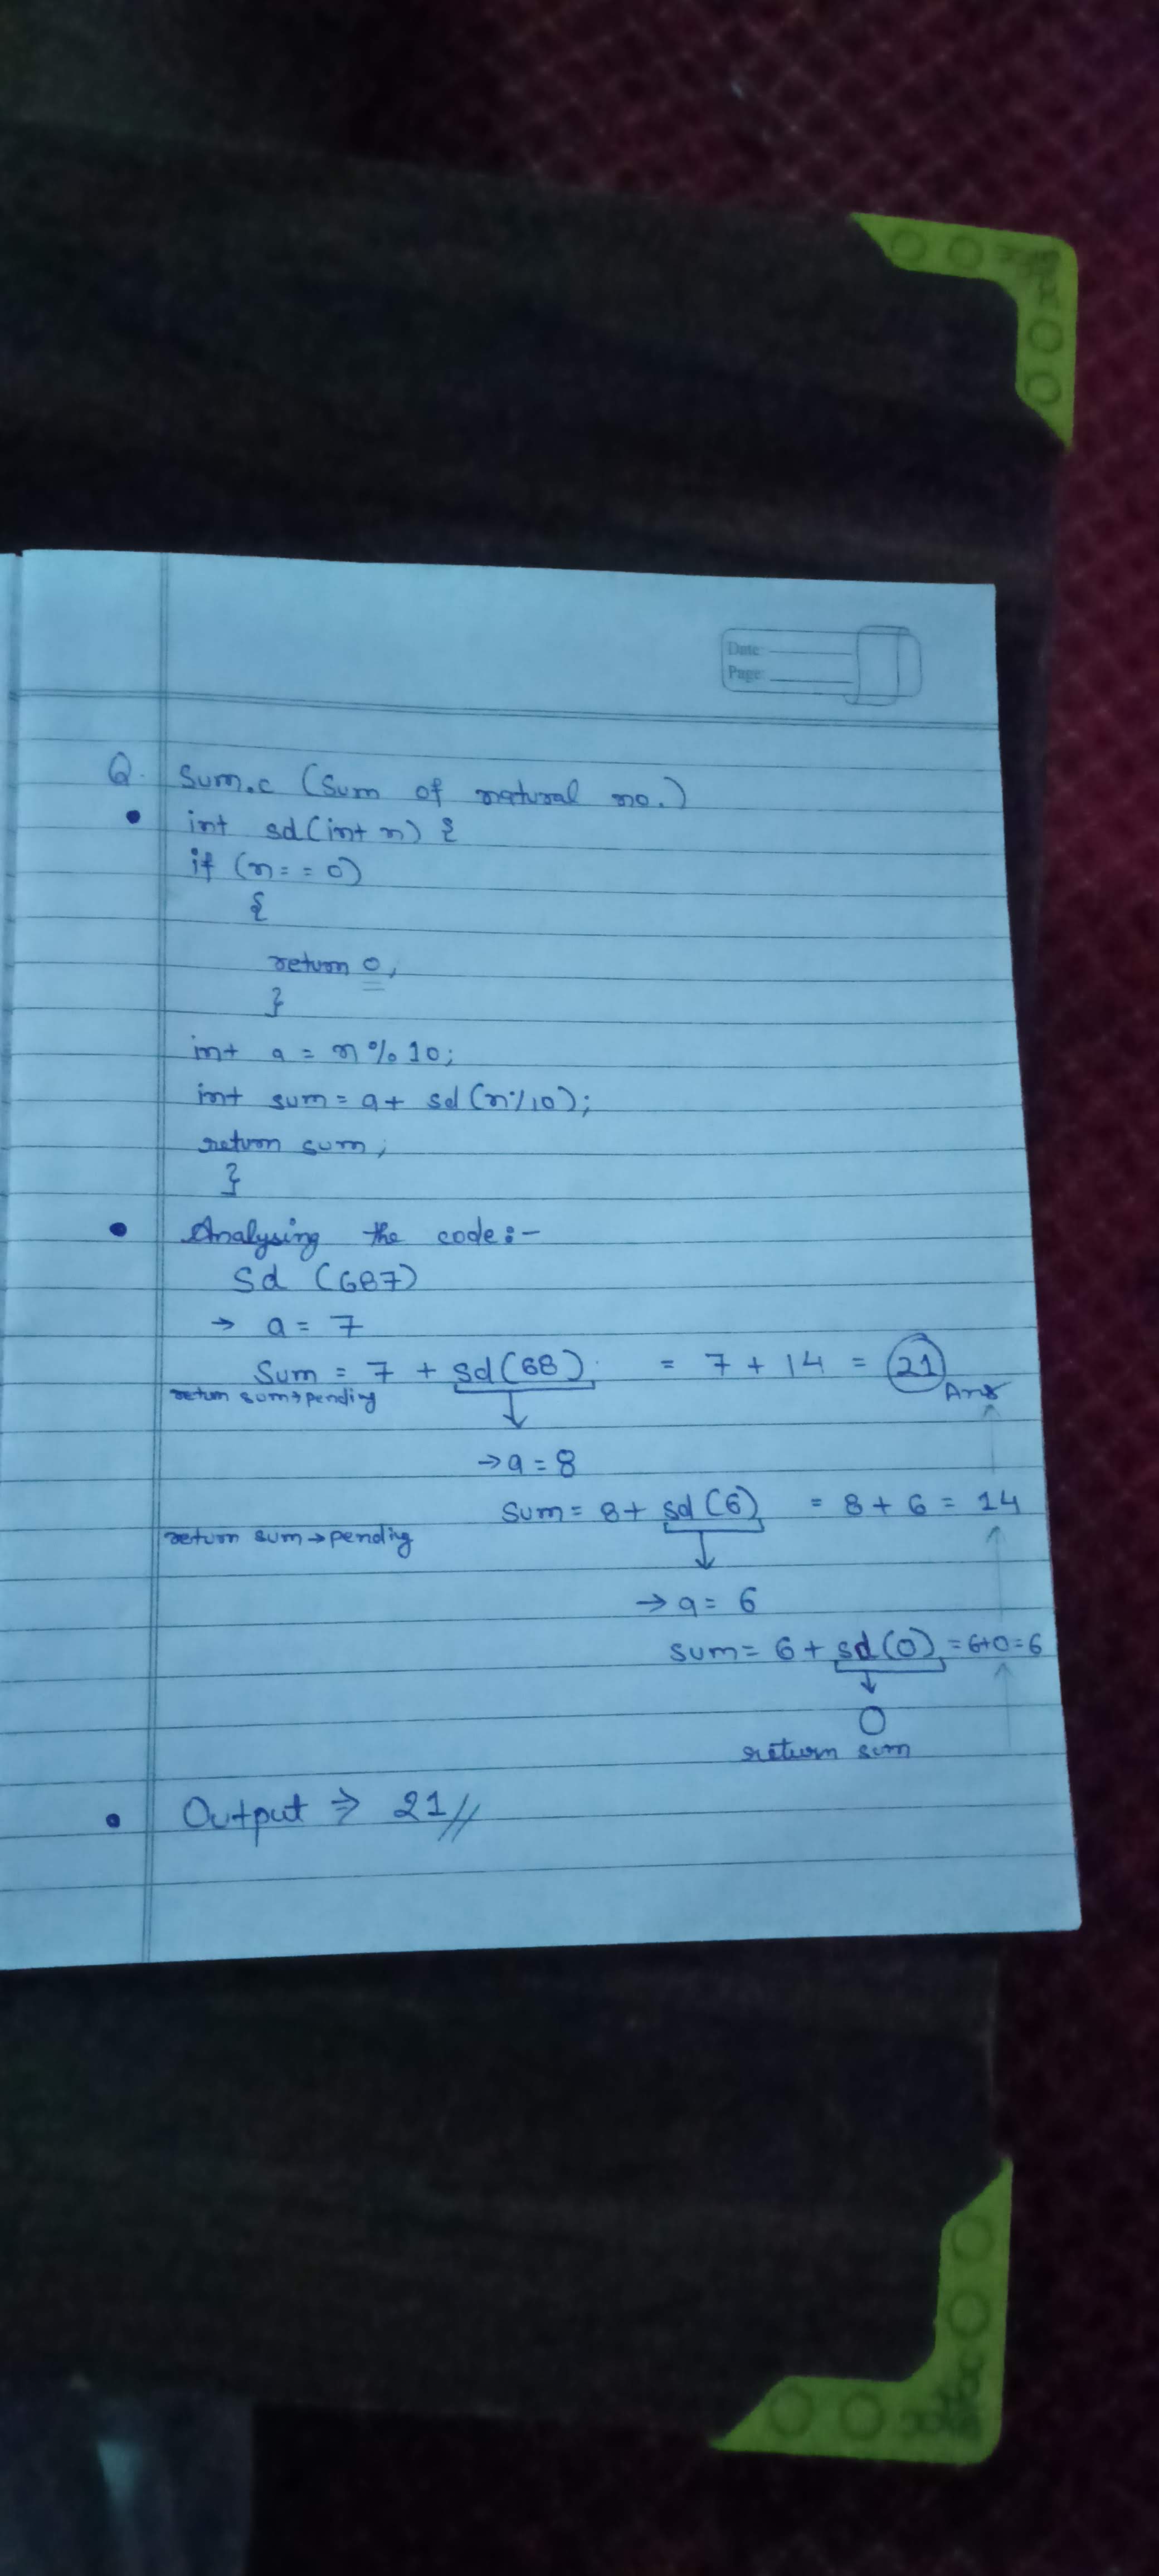 Date:
Page:
Q. Sum.c (Sum of natural no.)
• int sd(int n) {
if (n = = 0)
{
return 0;
}
int a = n % 10;
int sum = a + sd(n%10);
return sum;
}
• Analysing the code:-
Sd (687)
→ a = 7
Sum = 7 + sd(68) = 7 + 14 = 21 Ans
return sum→pending
→ a = 8
Sum = 8 + sd(6) = 8 + 6 = 14
return sum→pending
→ a = 6
sum = 6 + sd(0) = 6+0=6
↓
0
return sum
• Output ⇒ 21//